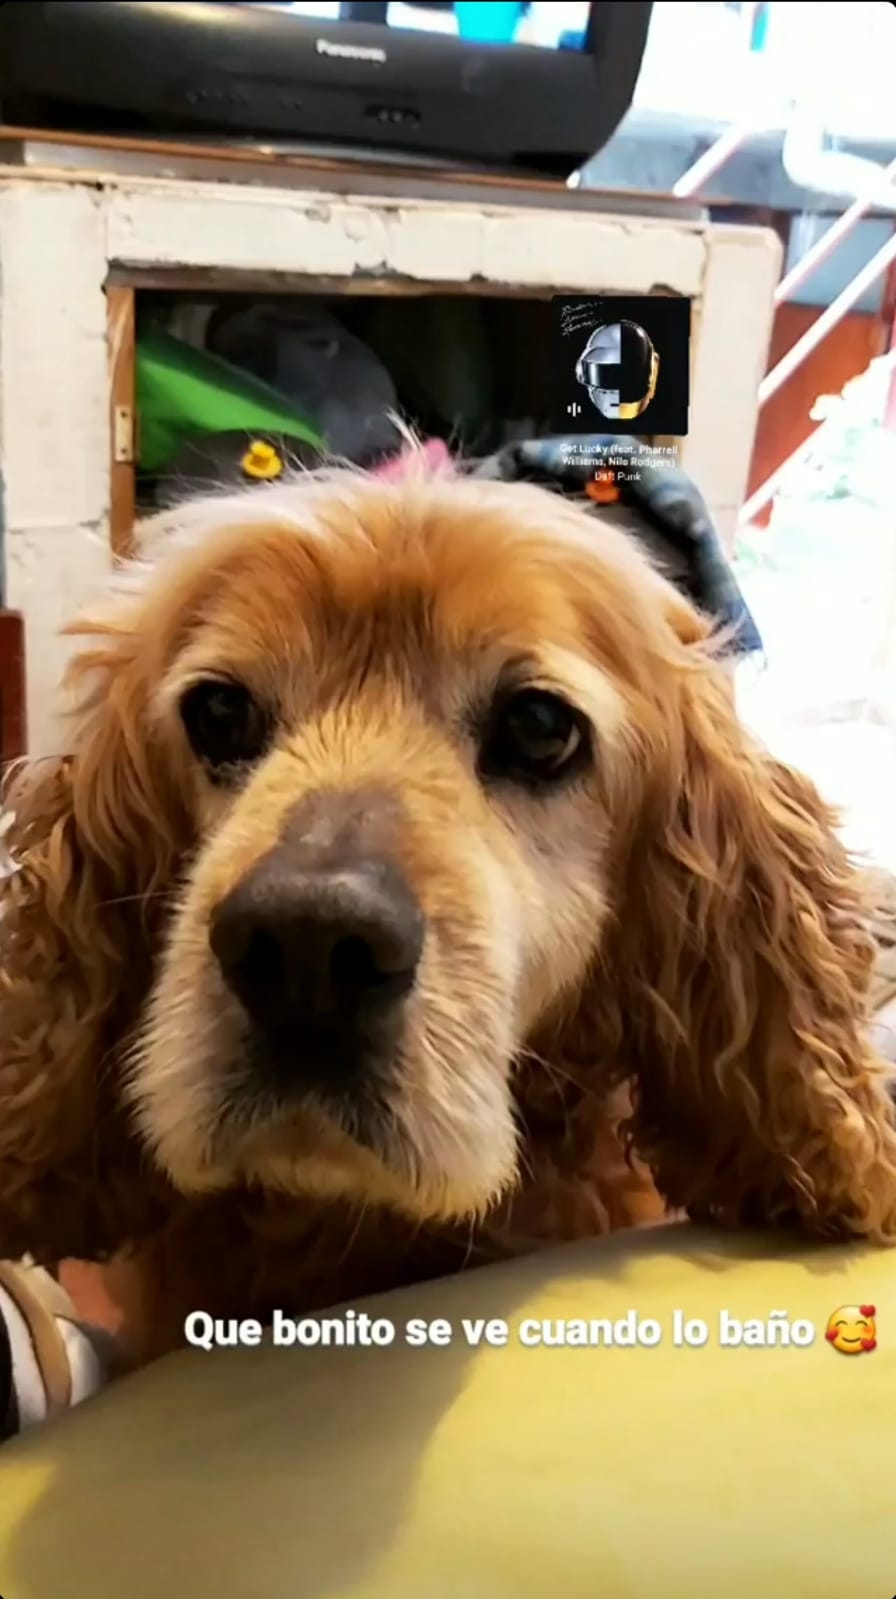 Panasonic
Get Lucky (feat. Pharrell
Williams, Nile Rodgers)
Daft Punk
Que bonito se ve cuando lo baño 🥰